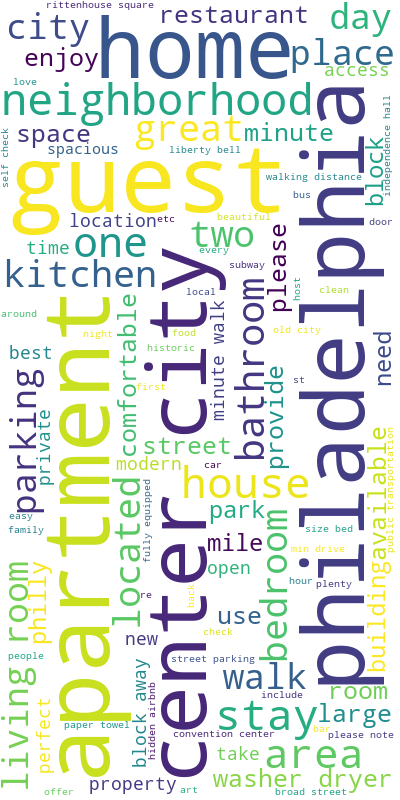 rittenhouse square
city
home
restaurant
day
enjoy
place
love
neighborhood
access
space
great
minute
block
independence hall
self check
spacious
liberty bell
walking distance
guest
bus
location
etc
beautiful
door
time
one
two
every
please
philadelphia
kitchen
subway
local
host
clean
around
apartment
center city
minute walk
bathroom
night
food
old city
best
historic
need
comfortable
first
st
parking
private
street
provide
modern
car
house
available
public transportation
easy
family
located
fully equipped
park
size bed
building
philly
mile
bedroom
min drive
open
hour
plenty
living room
re
back
use
check
new
people
block away
street parking
walk
room
hidden airbnb
include
perfect
paper towel
convention center
stay
large
bar
please note
take
area
property
art
washer dryer
offer
broad street